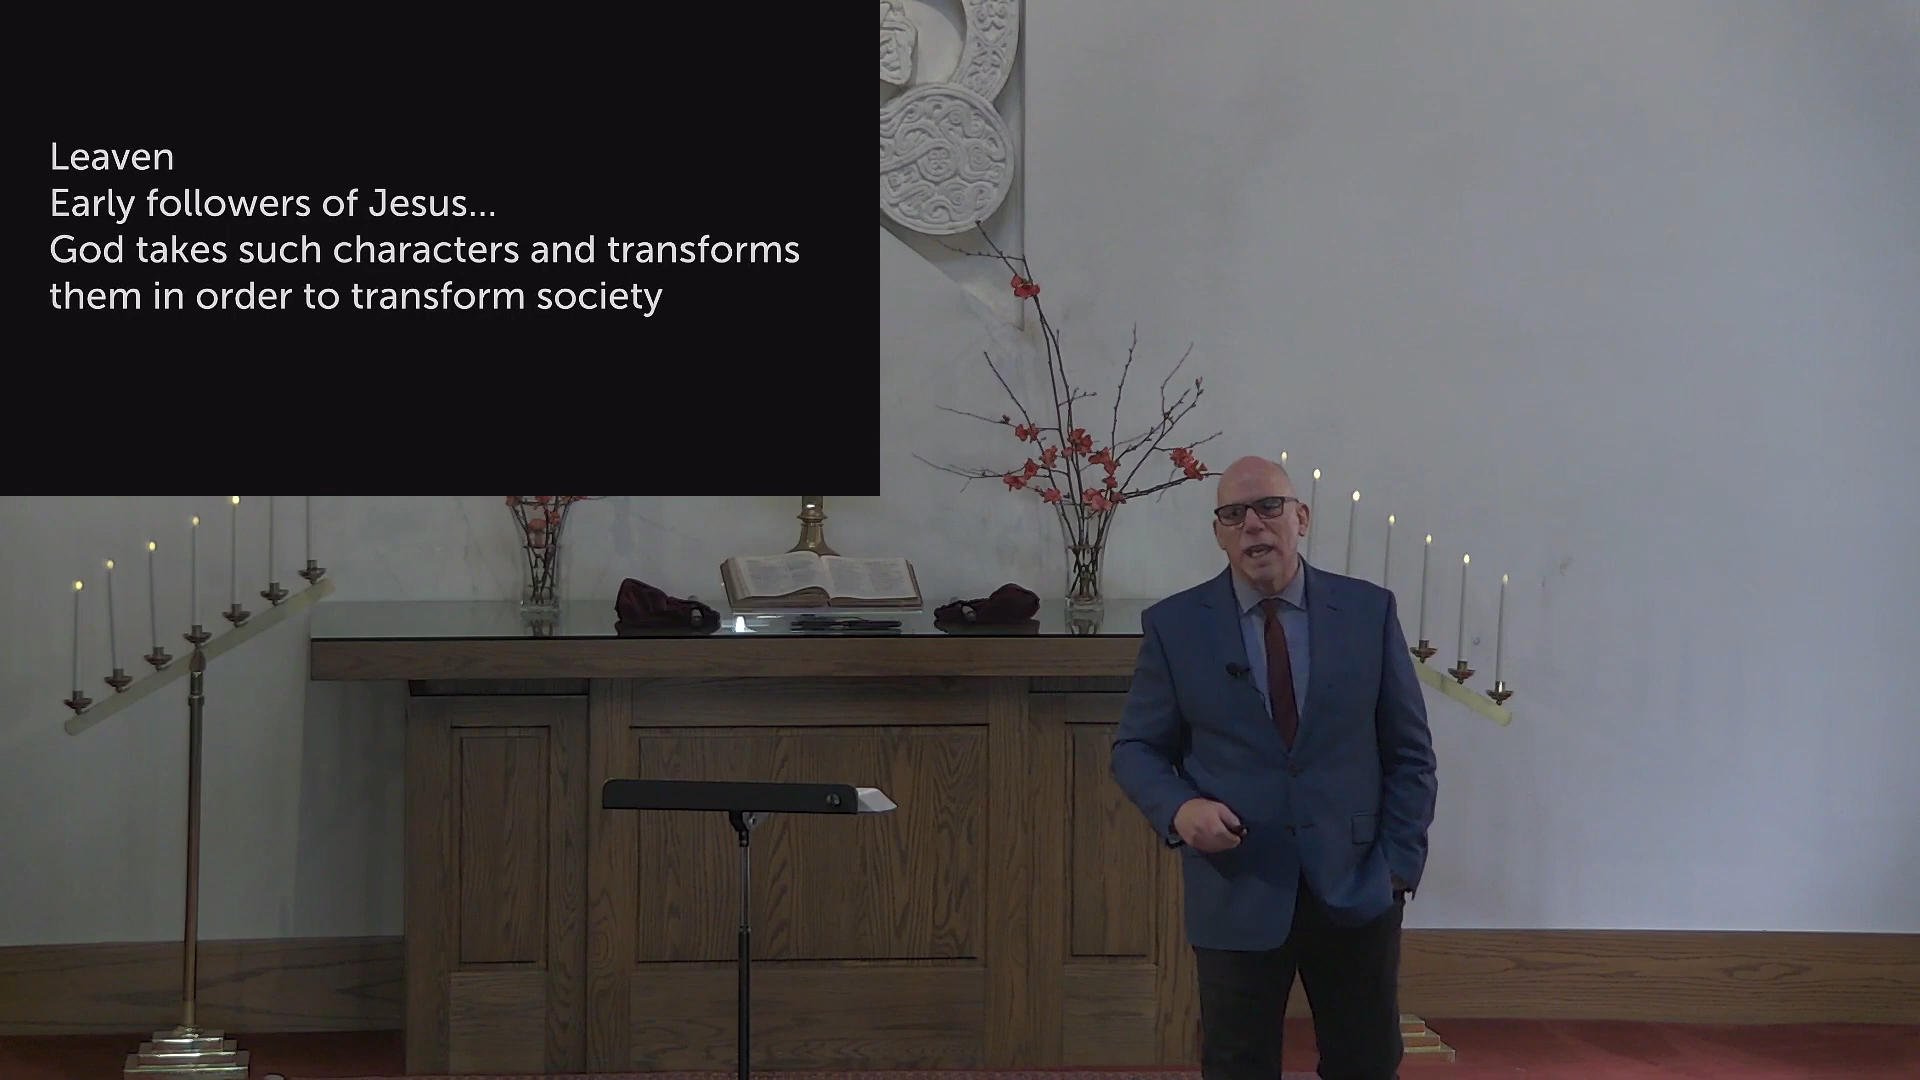 Leaven
Early followers of Jesus...
God takes such characters and transforms
them in order to transform society